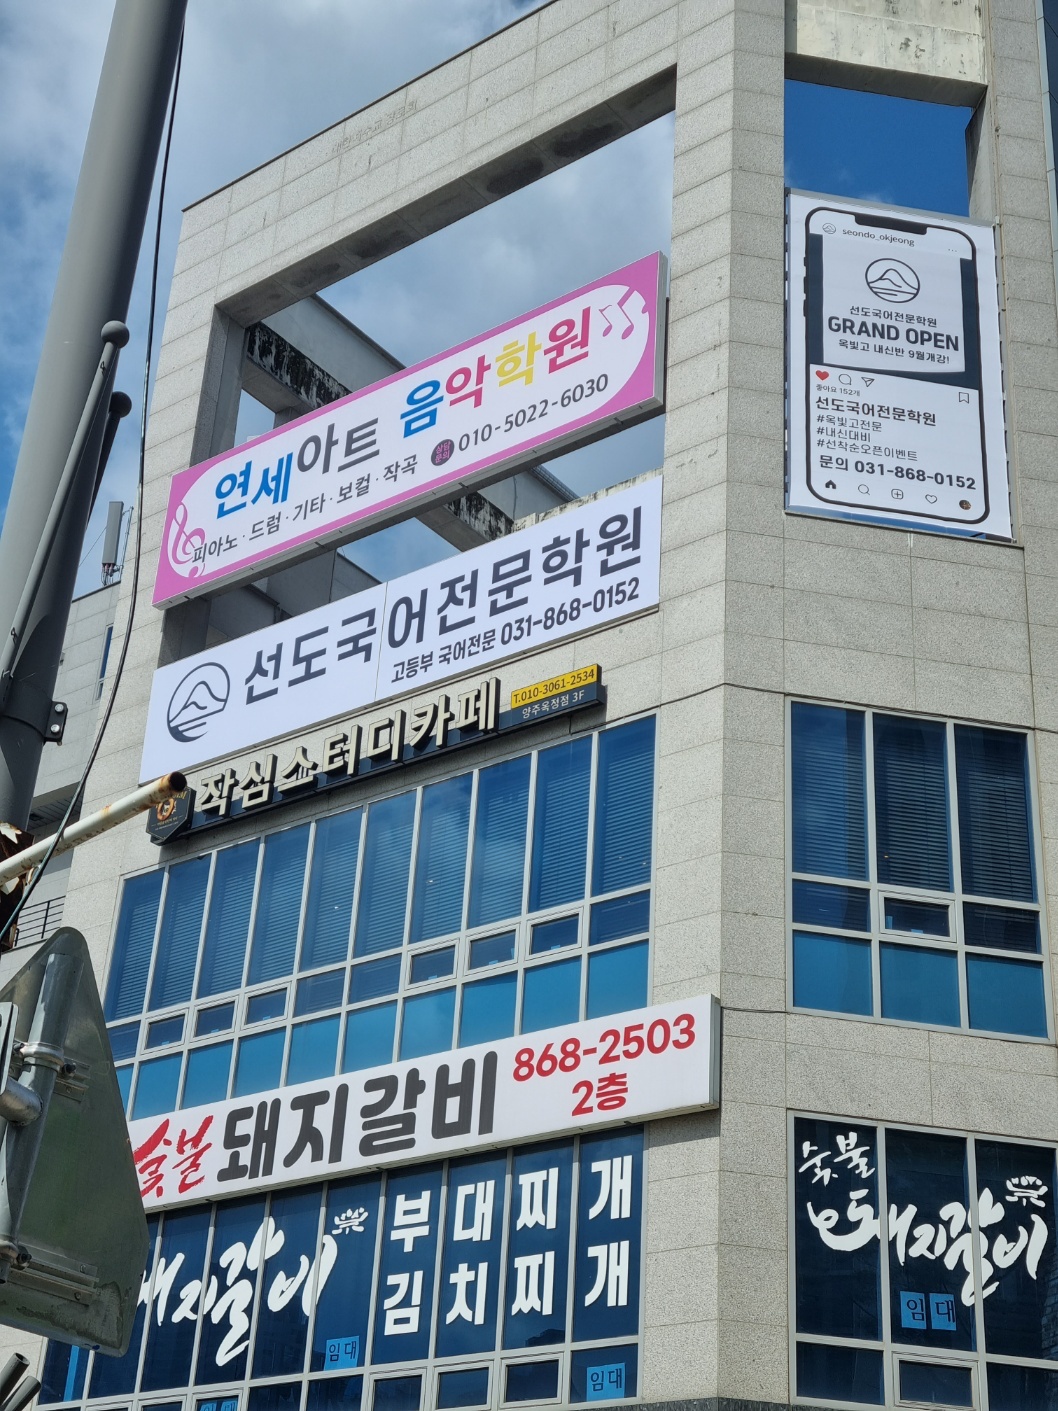 연세아트 음악학원
피아노·드럼·기타·보컬·작곡 상담문의 010-5022-6030
선도국어전문학원
고등부 국어전문 031-868-0152
작심스터디카페
T.010-3061-2534
양주옥정점 3F
seondo_okjeong
선도국어전문학원
GRAND OPEN
옥빛고 내신반 9월개강!
좋아요 152개
선도국어전문학원
#옥빛고전문
#내신대비
#선착순오픈이벤트
문의 031-868-0152
숯불 돼지갈비
868-2503
2층
돼지갈비
부대찌개
김치찌개
임대
임대
임대
숯불
돼지갈비
임대